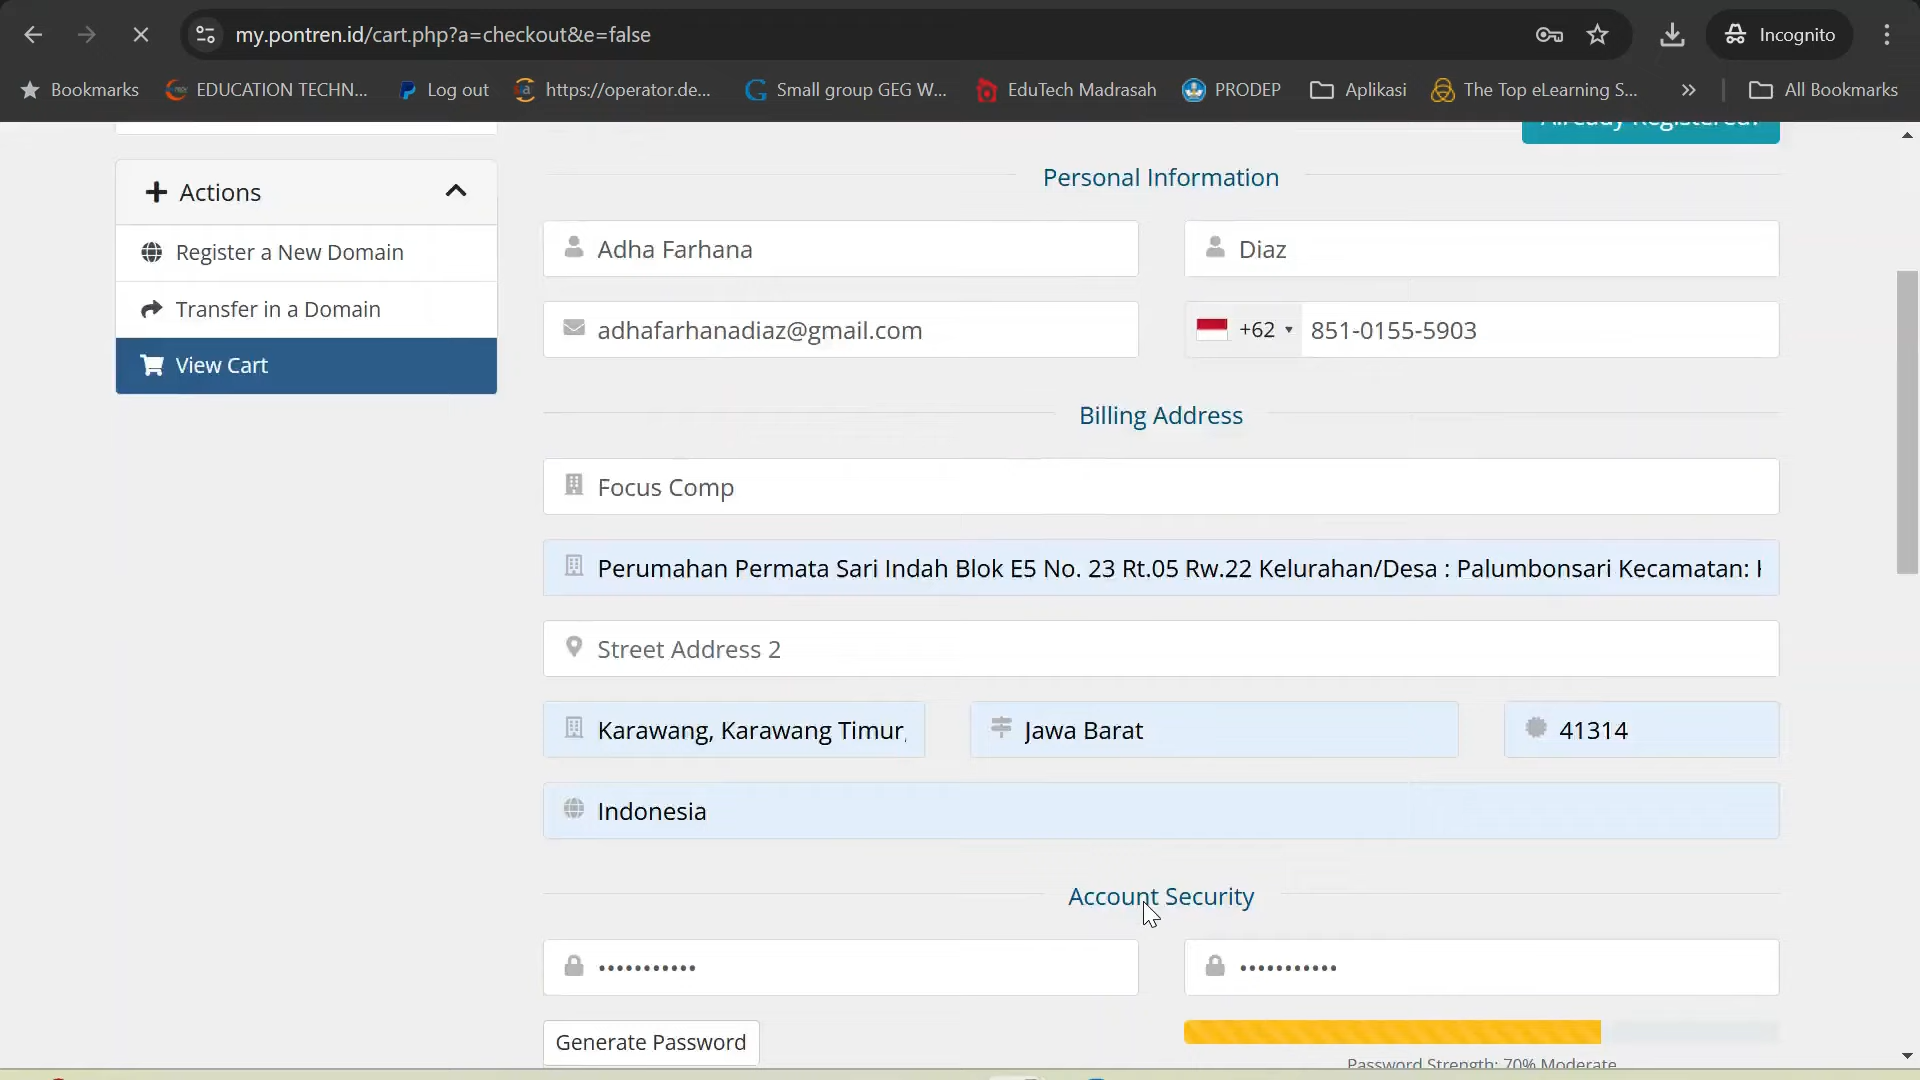 my.pontren.id/cart.php?a=checkout&e=false
Incognito
Bookmarks
EDUCATION TECHN...
Log out
https://operator.de...
Small group GEG W...
EduTech Madrasah
PRODEP
Aplikasi
The Top eLearning S...
»
All Bookmarks
Already Registered?
Actions
Register a New Domain
Transfer in a Domain
View Cart
Personal Information
Adha Farhana
Diaz
adhafarhanadiaz@gmail.com
+62
851-0155-5903
Billing Address
Focus Comp
Perumahan Permata Sari Indah Blok E5 No. 23 Rt.05 Rw.22 Kelurahan/Desa : Palumbonsari Kecamatan:
Street Address 2
Karawang, Karawang Timur,
Jawa Barat
41314
Indonesia
Account Security
•••••••••••
•••••••••••
Generate Password
Password Strength: 70% Moderate